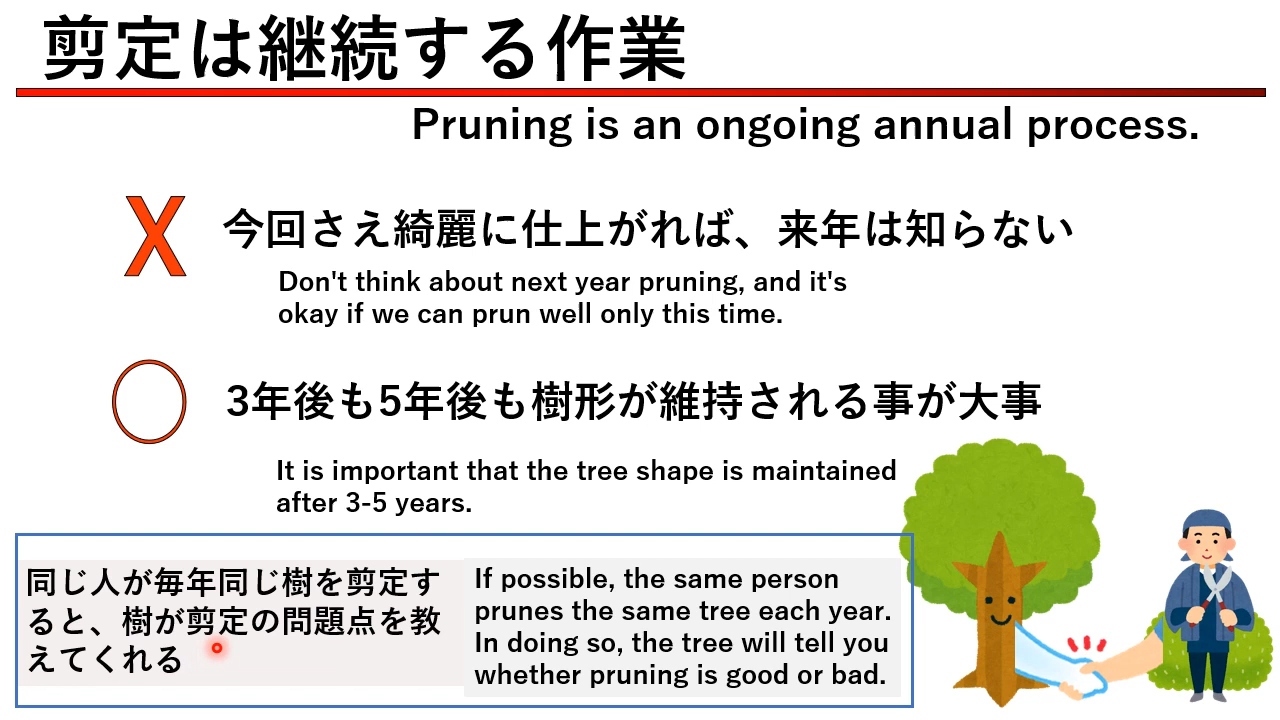 剪定は継続する作業
Pruning is an ongoing annual process.
X
今回さえ綺麗に仕上がれば、来年は知らない
Don't think about next year pruning, and it's
okay if we can prun well only this time.
3年後も5年後も樹形が維持される事が大事
It is important that the tree shape is maintained
after 3-5 years.
同じ人が毎年同じ樹を剪定す
ると、樹が剪定の問題点を教
えてくれる
If possible, the same person
prunes the same tree each year.
In doing so, the tree will tell you
whether pruning is good or bad.